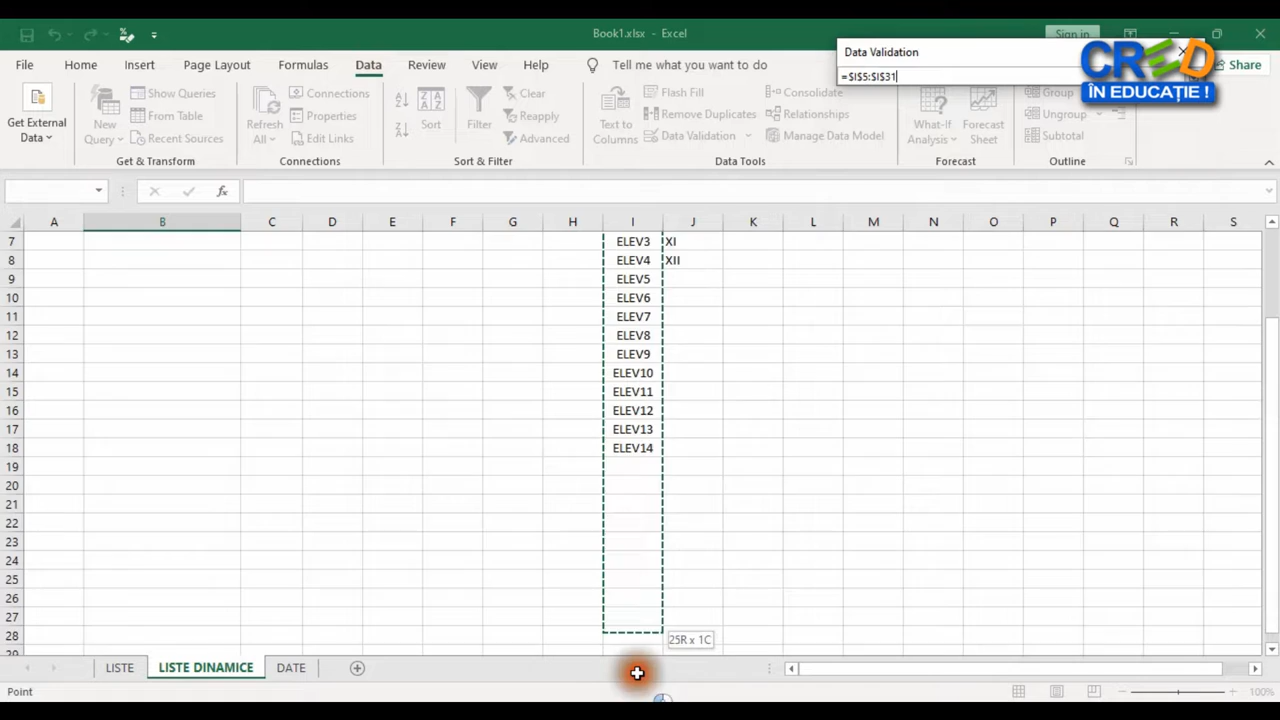 Book1.xlsx - Excel
Sign in
Data Validation
=$I$5:$I$31
CRED
ÎN EDUCAȚIE !
File Home Insert Page Layout Formulas Data Review View Help Tell me what you want to do Share
Get External
Data
New
Query
Show Queries
From Table
Recent Sources
Get & Transform
Refresh
All
Connections
Properties
Edit Links
Connections
Sort
Filter
Clear
Reapply
Advanced
Sort & Filter
Text to
Columns
Flash Fill
Remove Duplicates
Data Validation
Consolidate
Relationships
Manage Data Model
Data Tools
What-If
Analysis
Forecast
Sheet
Forecast
Ungroup
Subtotal
Outline
fx
A B C D E F G H I J K L M N O P Q R S
7 ELEV3 XI
8 ELEV4 XII
9 ELEV5
10 ELEV6
11 ELEV7
12 ELEV8
13 ELEV9
14 ELEV10
15 ELEV11
16 ELEV12
17 ELEV13
18 ELEV14
19
20
21
22
23
24
25
26
27
28
25R x 1C
29
LISTE LISTE DINAMICE DATE
Point
100%